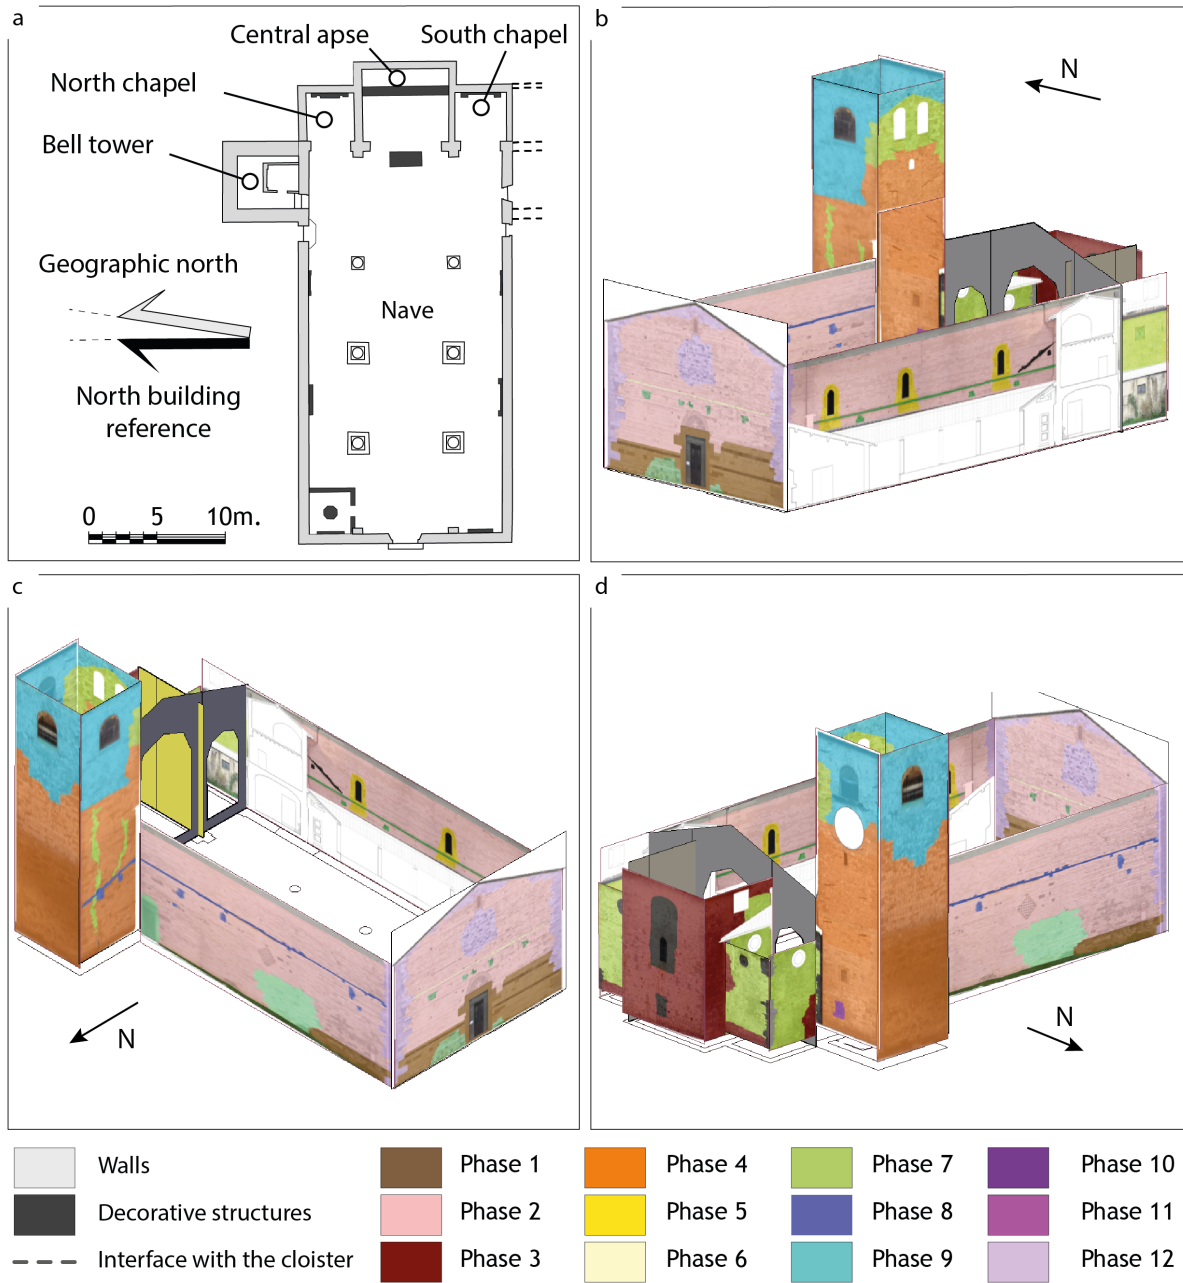 a
Central apse
South chapel
North chapel
Bell tower
Geographic north
Nave
North building
reference
0 5 10m.
b
N
c
N
d
N
Walls
Decorative structures
Interface with the cloister
Phase 1
Phase 2
Phase 3
Phase 4
Phase 5
Phase 6
Phase 7
Phase 8
Phase 9
Phase 10
Phase 11
Phase 12